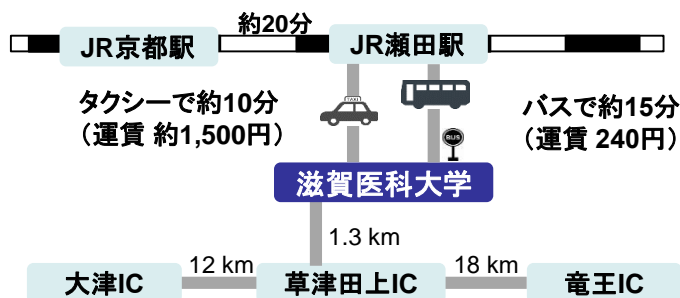 約20分
JR京都駅
JR瀬田駅
タクシーで約10分
（運賃 約1,500円）
TAXI
バスで約15分
（運賃 240円）
BUS
滋賀医科大学
1.3 km
12 km
18 km
大津IC
草津田上IC
竜王IC